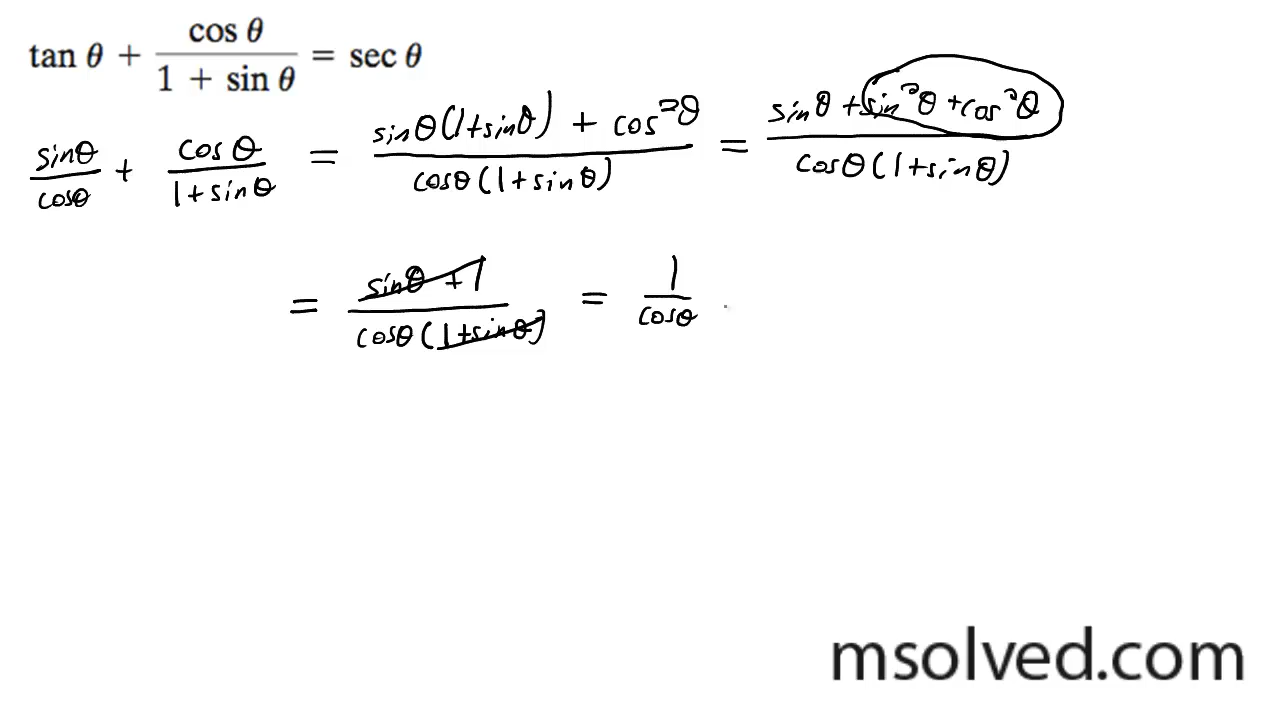 tan θ + cos θ / 1 + sin θ = sec θ
sinθ / cosθ + cosθ / 1+sinθ = sinθ(1+sinθ) + cos²θ / cosθ(1+sinθ) = sinθ + sin²θ + cos²θ / cosθ(1+sinθ)
= sinθ + 1 / cosθ(1+sinθ) = 1 / cosθ
msolved.com